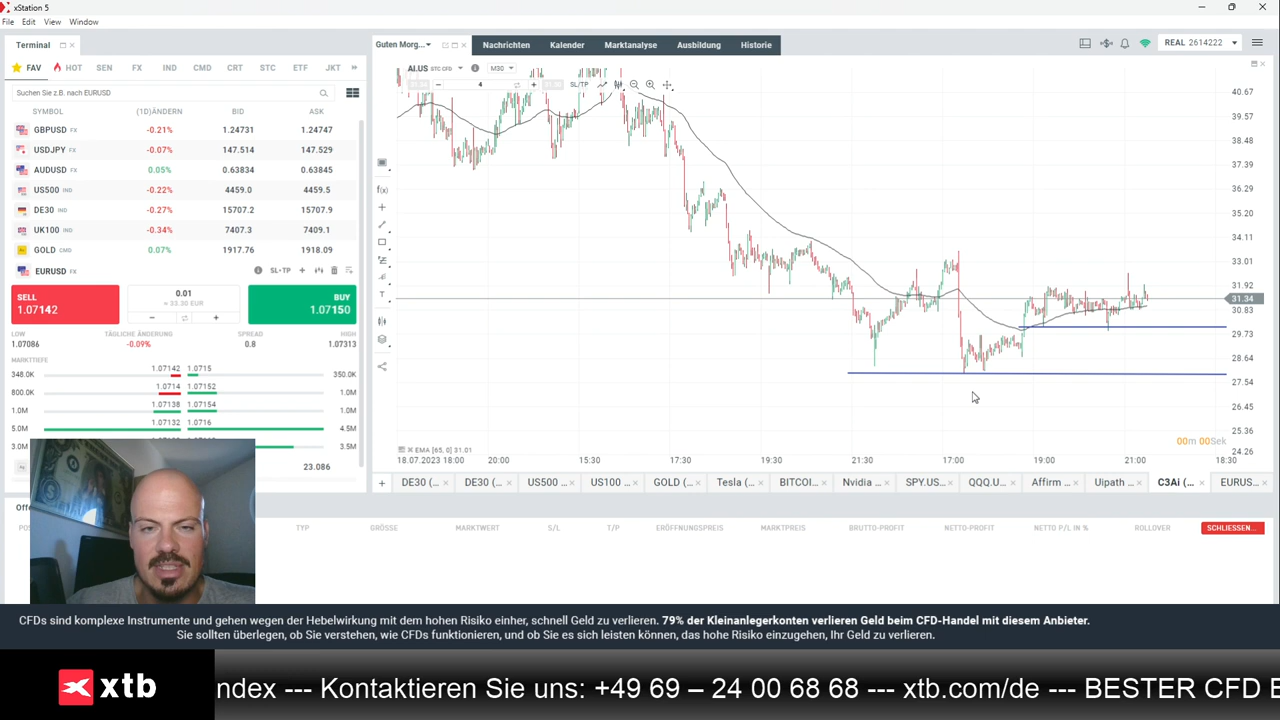 xStation 5
File Edit View Window
Terminal
FAV HOT SEN FX IND CMD CRT STC ETF JKT
Suchen Sie z.B. nach EURUSD
SYMBOL (1D)ÄNDERN BID ASK
GBPUSD FX -0.21% 1.24731 1.24747
USDJPY FX -0.07% 147.514 147.529
AUDUSD FX 0.05% 0.63834 0.63845
US500 IND -0.22% 4459.0 4459.5
DE30 IND -0.27% 15707.2 15707.9
UK100 IND -0.34% 7407.3 7409.1
GOLD CMD 0.07% 1917.76 1918.09
EURUSD FX SL•TP
SELL 1.07142
0.01
≈ 33.30 EUR
BUY 1.07150
LOW TÄGLICHE ÄNDERUNG SPREAD HIGH
1.07086 -0.09% 0.8 1.07313
MARKTTIEFE
348.0K 1.07142 1.0715 350.0K
800.0K 1.0714 1.07152 1.0M
1.0M 1.07138 1.07154 1.0M
5.0M 1.07132 1.0716 4.5M
3.0M 3.5M
23.086
Guten Morg... Nachrichten Kalender Marktanalyse Ausbildung Historie
REAL 2614222
AI.US STC CFD M30
4 SL/TP
40.67
39.57
38.48
37.39
36.29
35.20
34.11
33.01
31.92
31.34
30.83
29.73
28.64
27.54
26.45
25.36
24.26
00m 00Sek
EMA [65, 0] 31.01
18.07.2023 18:00 20:00 15:30 17:30 19:30 21:30 17:00 19:00 21:00 18:30
DE30 (... DE30 (... US500 ... US100 ... GOLD (... Tesla (... BITCOI... Nvidia ... SPY.US... QQQ.U... Affirm ... Uipath ... C3Ai (... EURUS...
TYP GRÖSSE MARKTWERT S/L T/P ERÖFFNUNGSPREIS MARKTPREIS BRUTTO-PROFIT NETTO-PROFIT NETTO P/L IN % ROLLOVER SCHLIESSEN...
CFDs sind komplexe Instrumente und gehen wegen der Hebelwirkung mit dem hohen Risiko einher, schnell Geld zu verlieren. 79% der Kleinanlegerkonten verlieren Geld beim CFD-Handel mit diesem Anbieter.
Sie sollten überlegen, ob Sie verstehen, wie CFDs funktionieren, und ob Sie es sich leisten können, das hohe Risiko einzugehen, Ihr Geld zu verlieren.
xtb
ndex --- Kontaktieren Sie uns: +49 69 – 24 00 68 68 --- xtb.com/de --- BESTER CFD E